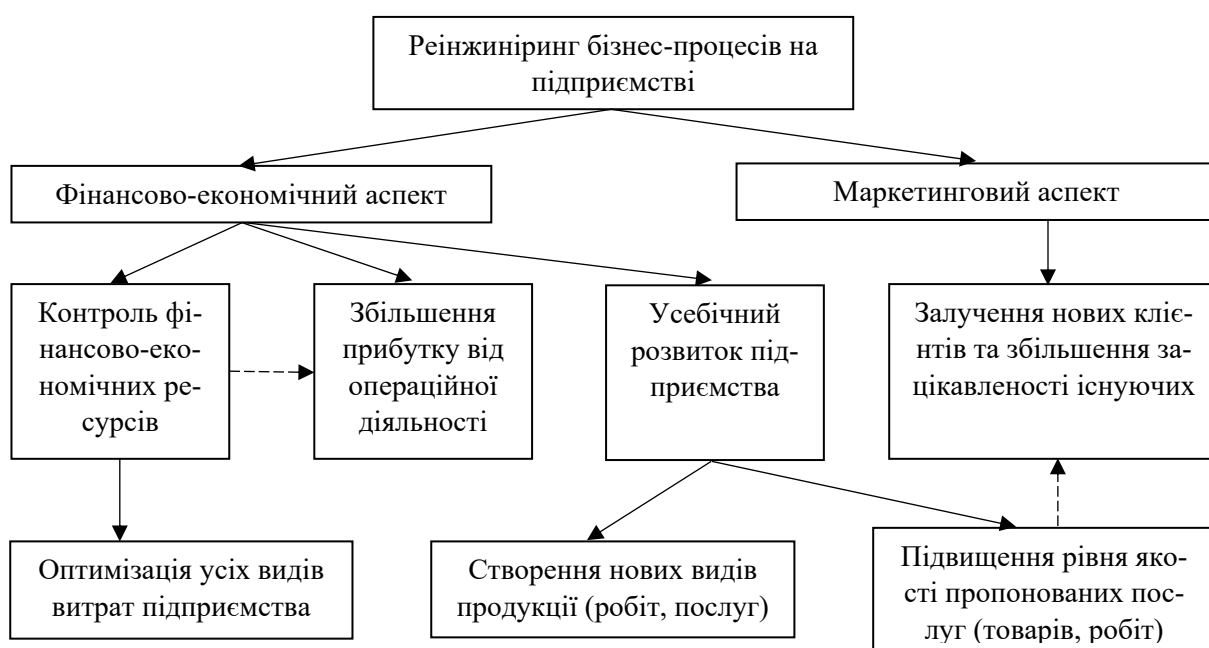 Реінжиніринг бізнес-процесів на
підприємстві
Фінансово-економічний аспект
Маркетинговий аспект
Контроль фі-
нансово-еко-
номічних ре-
сурсів
Збільшення
прибутку від
операційної
діяльності
Усебічний
розвиток під-
приємства
Залучення нових кліє-
нтів та збільшення за-
цікавленості існуючих
Оптимізація усіх видів
витрат підприємства
Створення нових видів
продукції (робіт, послуг)
Підвищення рівня яко-
сті пропонованих пос-
луг (товарів, робіт)